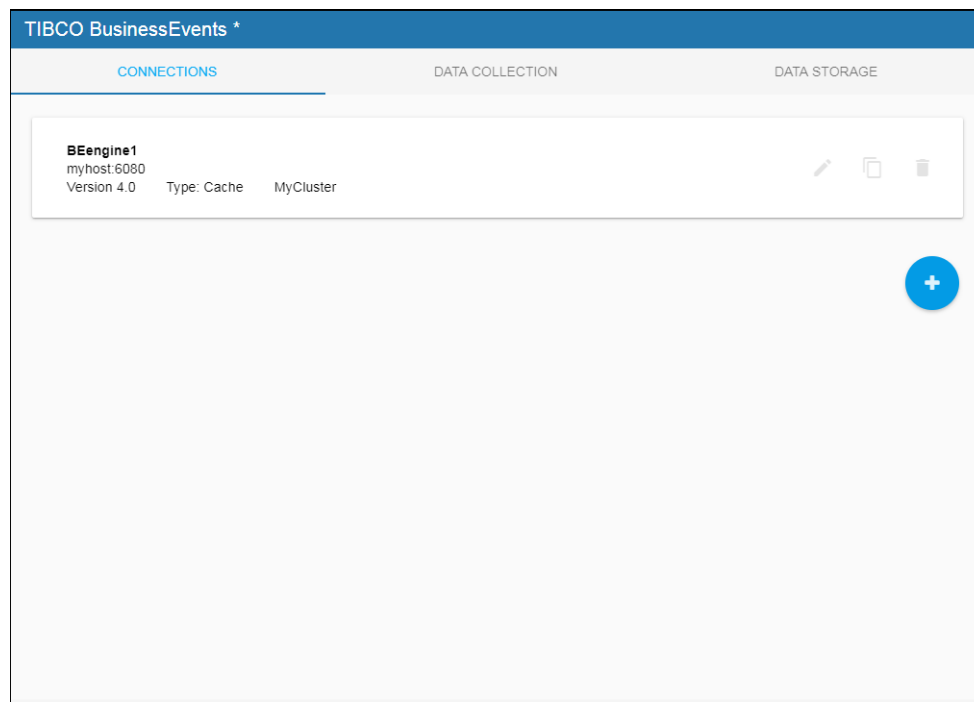 TIBCO BusinessEvents *
CONNECTIONS DATA COLLECTION DATA STORAGE
BEengine1
myhost:6080
Version 4.0 Type: Cache MyCluster